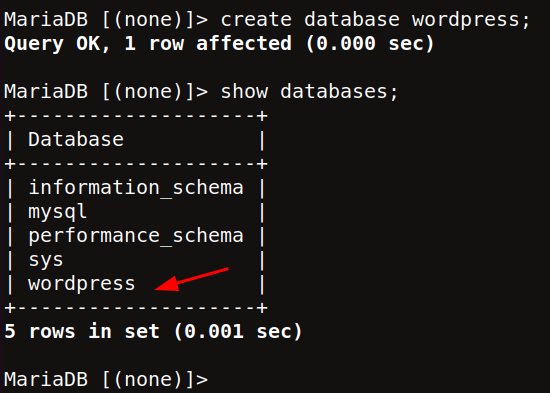 MariaDB [(none)]> create database wordpress;
Query OK, 1 row affected (0.000 sec)

MariaDB [(none)]> show databases;
+--------------------+
| Database           |
+--------------------+
| information_schema |
| mysql              |
| performance_schema |
| sys                |
| wordpress          |
+--------------------+
5 rows in set (0.001 sec)

MariaDB [(none)]>